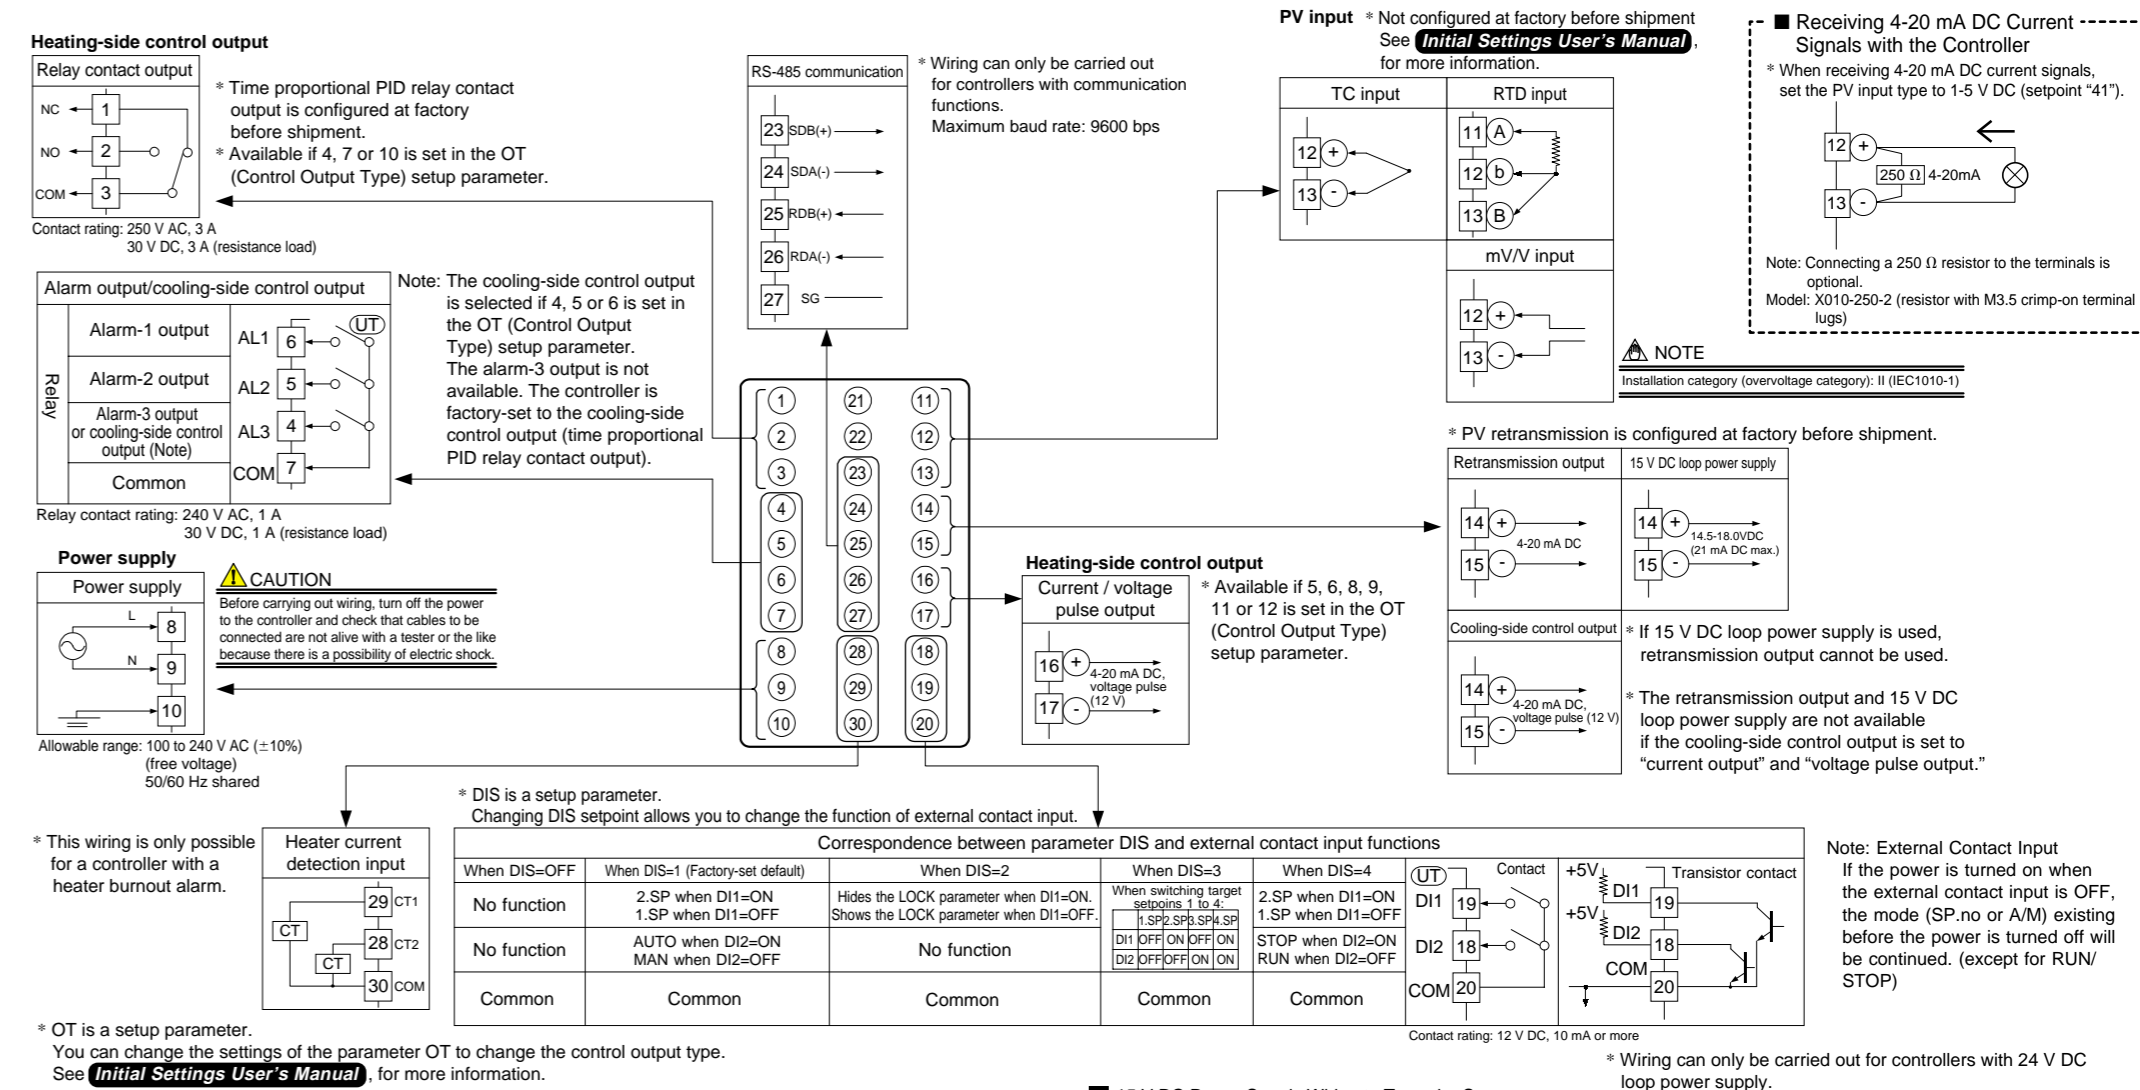 Heating-side control output
Relay contact output
NC
1
NO
2
COM
3
Contact rating: 250 V AC, 3 A
30 V DC, 3 A (resistance load)
* Time proportional PID relay contact
output is configured at factory
before shipment.
* Available if 4, 7 or 10 is set in the OT
(Control Output Type) setup parameter.
Alarm output/cooling-side control output
Relay
Alarm-1 output
Alarm-2 output
Alarm-3 output
or cooling-side control
output (Note)
Common
UT
AL1 6
AL2 5
AL3 4
COM 7
Relay contact rating: 240 V AC, 1 A
30 V DC, 1 A (resistance load)
Note: The cooling-side control output
is selected if 4, 5 or 6 is set in
the OT (Control Output
Type) setup parameter.
The alarm-3 output is not
available. The controller is
factory-set to the cooling-side
control output (time proportional
PID relay contact output).
Power supply
Power supply
L
8
N
9
10
Allowable range: 100 to 240 V AC (±10%)
(free voltage)
50/60 Hz shared
CAUTION
Before carrying out wiring, turn off the power
to the controller and check that cables to be
connected are not alive with a tester or the like
because there is a possibility of electric shock.
RS-485 communication
23 SDB(+)
24 SDA(-)
25 RDB(+)
26 RDA(-)
27 SG
* Wiring can only be carried out
for controllers with communication
functions.
Maximum baud rate: 9600 bps
1 21 11
2 22 12
3 23 13
4 24 14
5 25 15
6 26 16
7 27 17
8 28 18
9 29 19
10 30 20
PV input * Not configured at factory before shipment
See Initial Settings User's Manual,
for more information.
TC input
12 +
13 -
RTD input
11 A
12 b
13 B
mV/V input
12 +
13 -
■ Receiving 4-20 mA DC Current
Signals with the Controller
* When receiving 4-20 mA DC current signals,
set the PV input type to 1-5 V DC (setpoint “41”).
12 +
250 Ω 4-20mA
13 -
Note: Connecting a 250 Ω resistor to the terminals is
optional.
Model: X010-250-2 (resistor with M3.5 crimp-on terminal
lugs)
NOTE
Installation category (overvoltage category): II (IEC1010-1)
* PV retransmission is configured at factory before shipment.
Retransmission output
14 +
4-20 mA DC
15 -
15 V DC loop power supply
14 +
14.5-18.0VDC
(21 mA DC max.)
15 -
Cooling-side control output
14 +
4-20 mA DC,
voltage pulse (12 V)
15 -
* If 15 V DC loop power supply is used,
retransmission output cannot be used.
* The retransmission output and 15 V DC
loop power supply are not available
if the cooling-side control output is set to
“current output” and “voltage pulse output.”
Heating-side control output
Current / voltage
pulse output
16 +
4-20 mA DC,
voltage pulse
(12 V)
17 -
* Available if 5, 6, 8, 9,
11 or 12 is set in the OT
(Control Output Type)
setup parameter.
* This wiring is only possible
for a controller with a
heater burnout alarm.
Heater current
detection input
29 CT1
CT
28 CT2
CT
30 COM
* DIS is a setup parameter.
Changing DIS setpoint allows you to change the function of external contact input.
Correspondence between parameter DIS and external contact input functions
When DIS=OFF
No function
No function
Common
When DIS=1 (Factory-set default)
2.SP when DI1=ON
1.SP when DI1=OFF
AUTO when DI2=ON
MAN when DI2=OFF
Common
When DIS=2
Hides the LOCK parameter when DI1=ON.
Shows the LOCK parameter when DI1=OFF.
No function
Common
When DIS=3
When switching target
setpoins 1 to 4:
1.SP 2.SP 3.SP 4.SP
DI1 OFF ON OFF ON
DI2 OFF OFF ON ON
Common
When DIS=4
2.SP when DI1=ON
1.SP when DI1=OFF
STOP when DI2=ON
RUN when DI2=OFF
Common
UT
Contact
DI1 19
DI2 18
COM 20
Transistor contact
+5V
DI1
19
+5V
DI2
18
COM
20
Contact rating: 12 V DC, 10 mA or more
Note: External Contact Input
If the power is turned on when
the external contact input is OFF,
the mode (SP.no or A/M) existing
before the power is turned off will
be continued. (except for RUN/
STOP)
* OT is a setup parameter.
You can change the settings of the parameter OT to change the control output type.
See Initial Settings User's Manual, for more information.
* Wiring can only be carried out for controllers with 24 V DC
loop power supply.